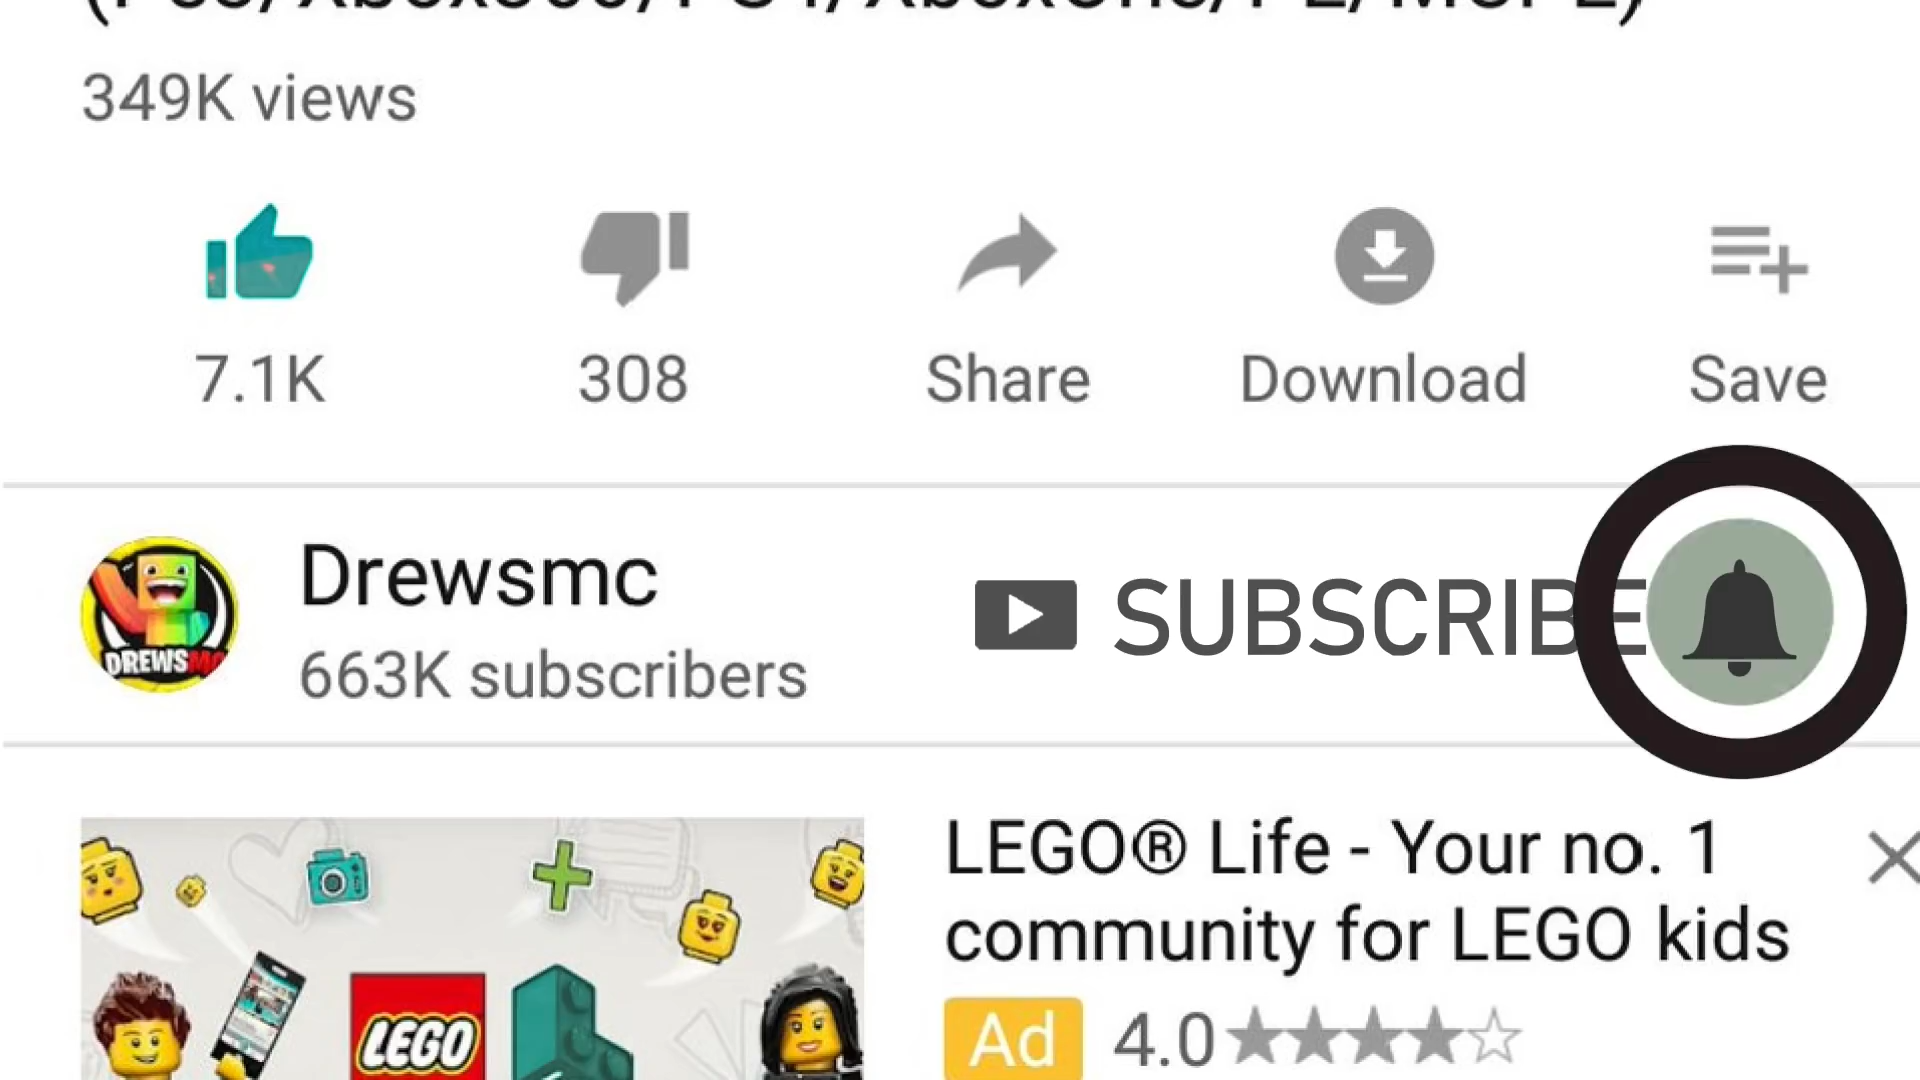 349K views
7.1K
308
Share
Download
Save
Drewsmc
663K subscribers
SUBSCRIBE
DREWSMC
LEGO® Life - Your no. 1
community for LEGO kids
Ad 4.0
LEGO